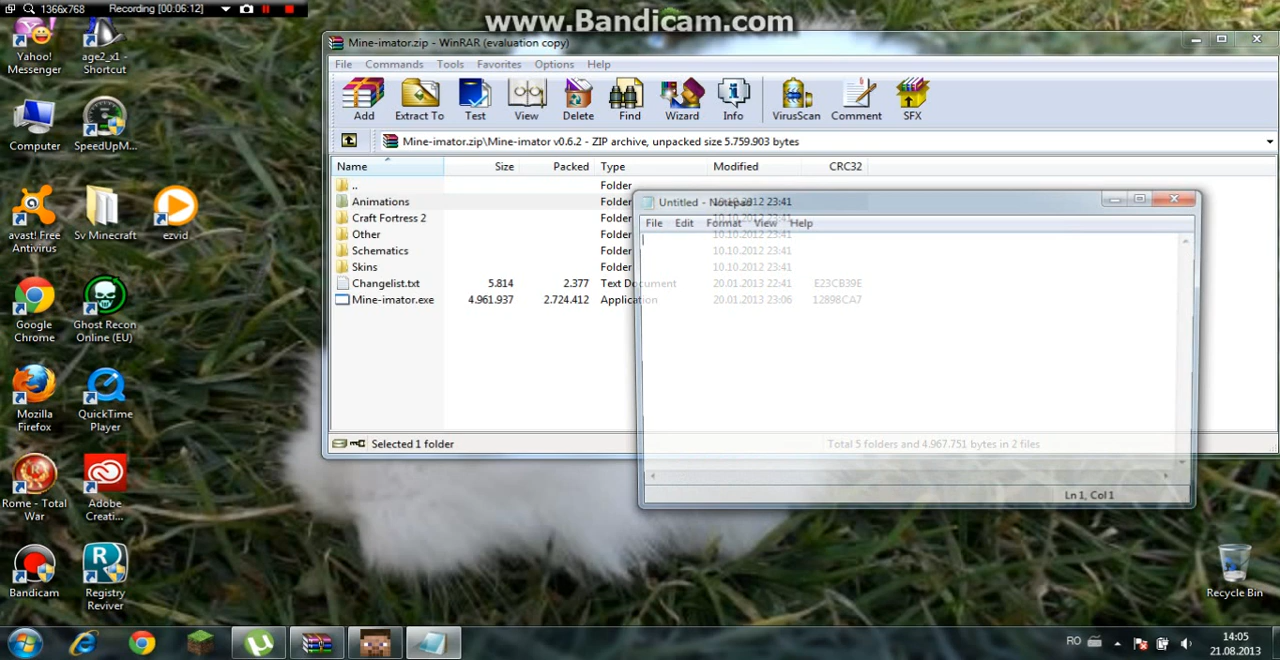 1366x768 Recording [00:06:12]
www.Bandicam.com
Yahoo!
Messenger
age2_x1 -
Shortcut
Computer
SpeedUpM...
avast! Free
Antivirus
Sv Minecraft
ezvid
Google
Chrome
Ghost Recon
Online (EU)
Mozilla
Firefox
QuickTime
Player
Rome - Total
War
Adobe
Creati...
Bandicam
Registry
Reviver
Mine-imator.zip - WinRAR (evaluation copy)
File Commands Tools Favorites Options Help
Add Extract To Test View Delete Find Wizard Info VirusScan Comment SFX
Mine-imator.zip\Mine-imator v0.6.2 - ZIP archive, unpacked size 5.759.903 bytes
Name Size Packed Type Modified CRC32
.. Folder
Animations Folder 10.10.2012 23:41
Craft Fortress 2 Folder 10.10.2012 23:41
Other Folder 10.10.2012 23:41
Schematics Folder 10.10.2012 23:41
Skins Folder 10.10.2012 23:41
Changelist.txt 5.814 2.377 Text Document 20.01.2013 22:41 E23CB39E
Mine-imator.exe 4.961.937 2.724.412 Application 20.01.2013 23:06 12898CA7
Selected 1 folder
Total 5 folders and 4.967.751 bytes in 2 files
Untitled - Notepad
File Edit Format View Help
Ln 1, Col 1
Recycle Bin
RO
14:05
21.08.2013